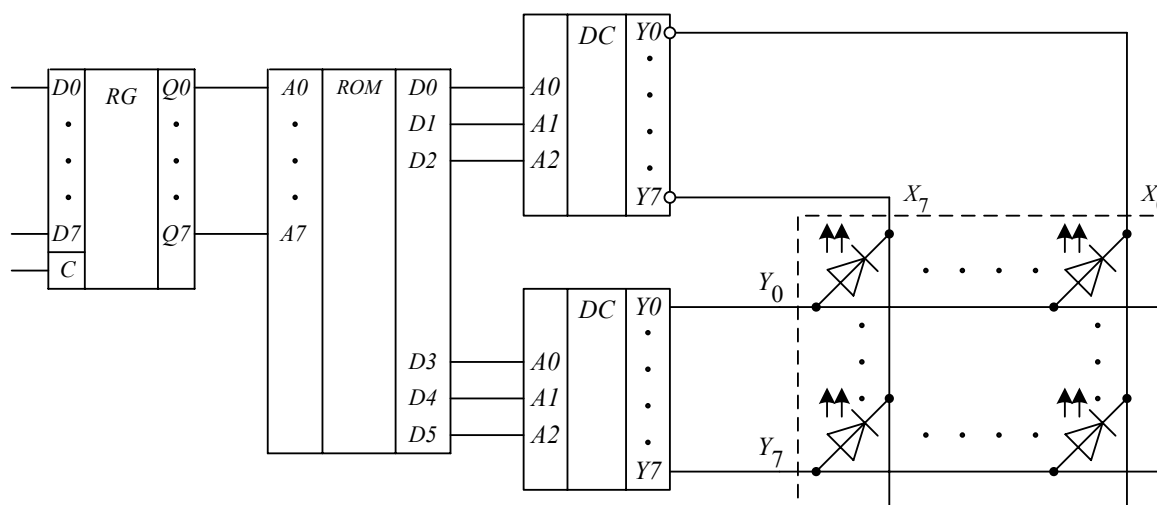 DC Y0
D0 RG Q0 A0 ROM D0 A0
D1 A1
D2 A2
Y7
X7 X
D7 Q7 A7
C
Y0
DC Y0
D3 A0
D4 A1
D5 A2
Y7
Y7